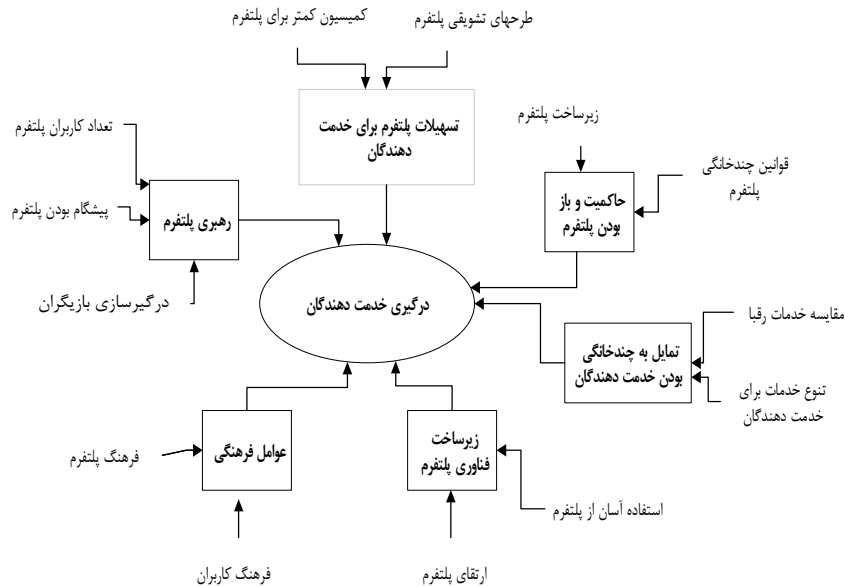 طرحهای تشویقی پلتفرم
کمیسیون کمتر برای پلتفرم
تسهیلات پلتفرم برای خدمت
دهندگان
زیرساخت پلتفرم
قوانین چندخانگی
پلتفرم
حاکمیت و باز
بودن پلتفرم
تعداد کاربران پلتفرم
پیشگام بودن پلتفرم
رهبری پلتفرم
درگیرسازی بازیگران
درگیری خدمت دهندگان
مقایسه خدمات رقبا
تمایل به چندخانگی
بودن خدمت دهندگان
تنوع خدمات برای
خدمت دهندگان
زیرساخت
فناوری پلتفرم
عوامل فرهنگی
فرهنگ پلتفرم
استفاده آسان از پلتفرم
ارتقای پلتفرم
فرهنگ کاربران